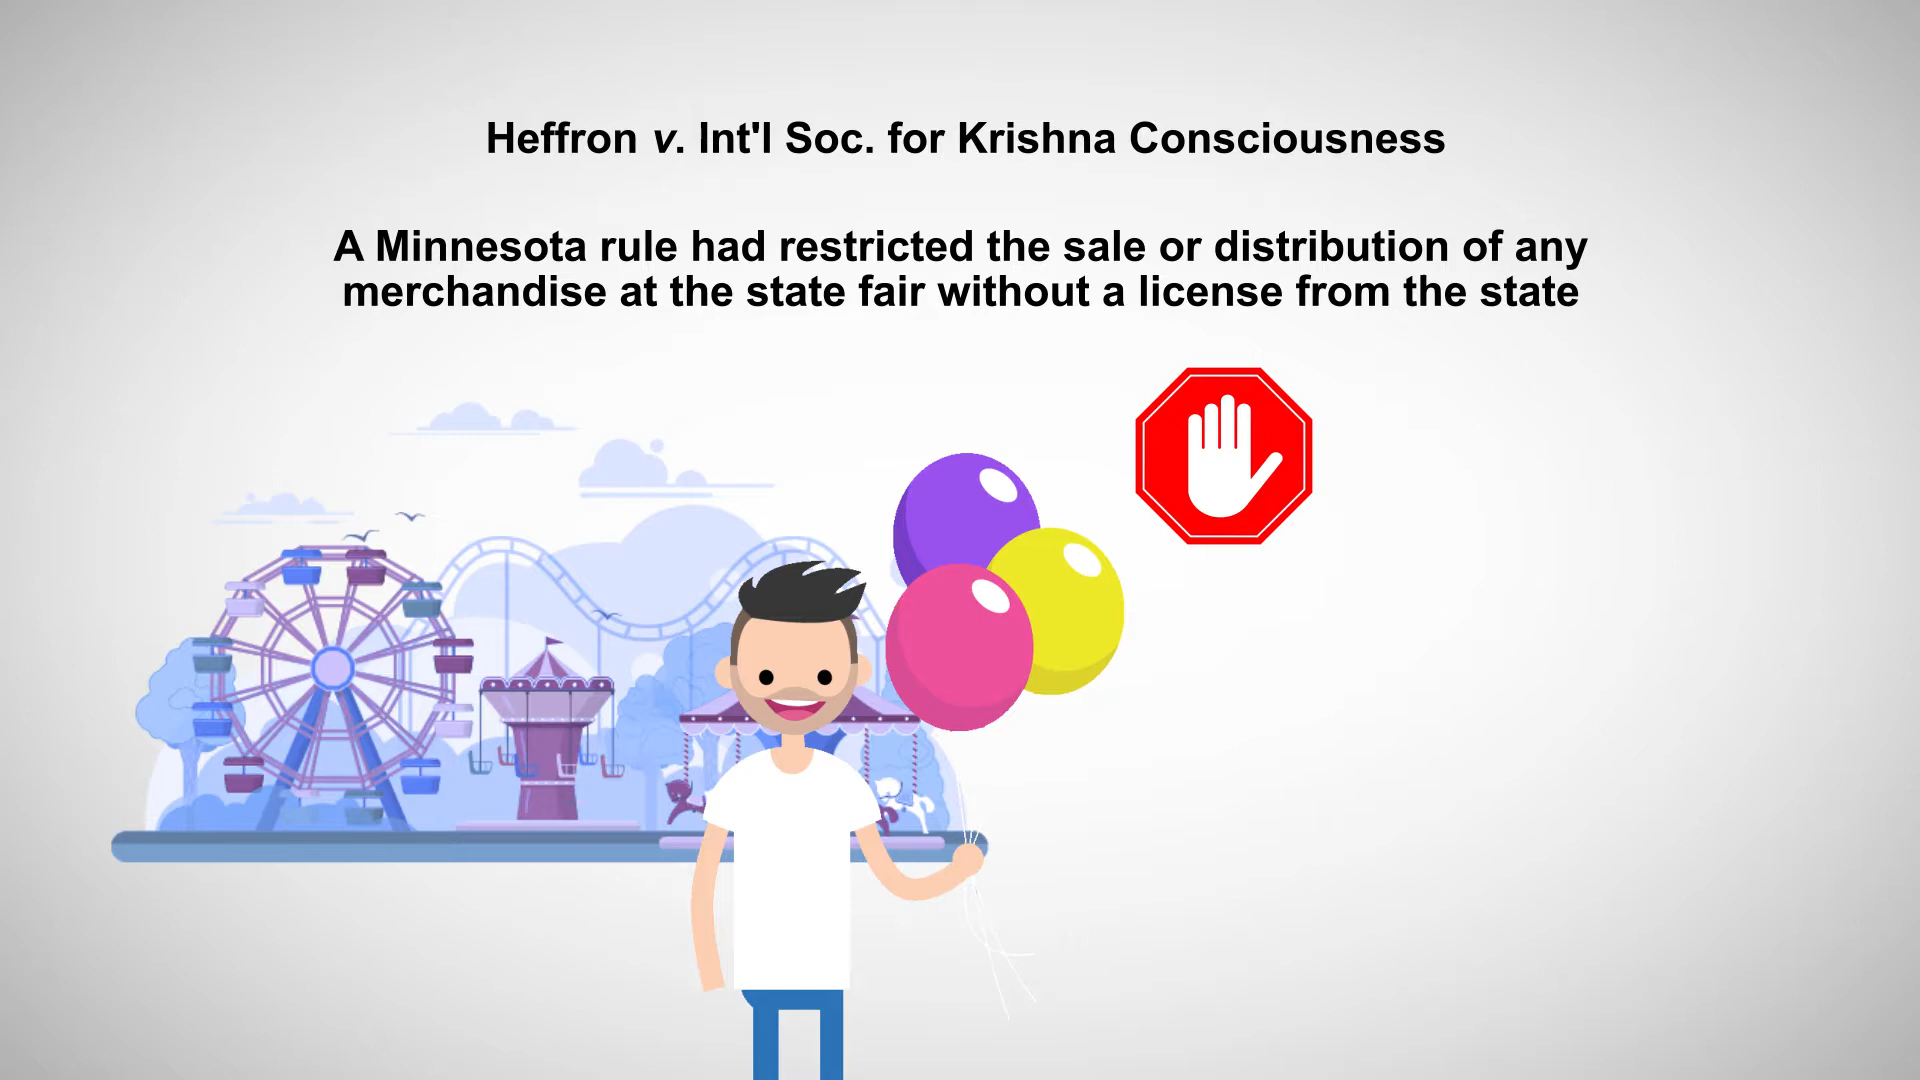 Heffron v. Int'l Soc. for Krishna Consciousness
A Minnesota rule had restricted the sale or distribution of any
merchandise at the state fair without a license from the state